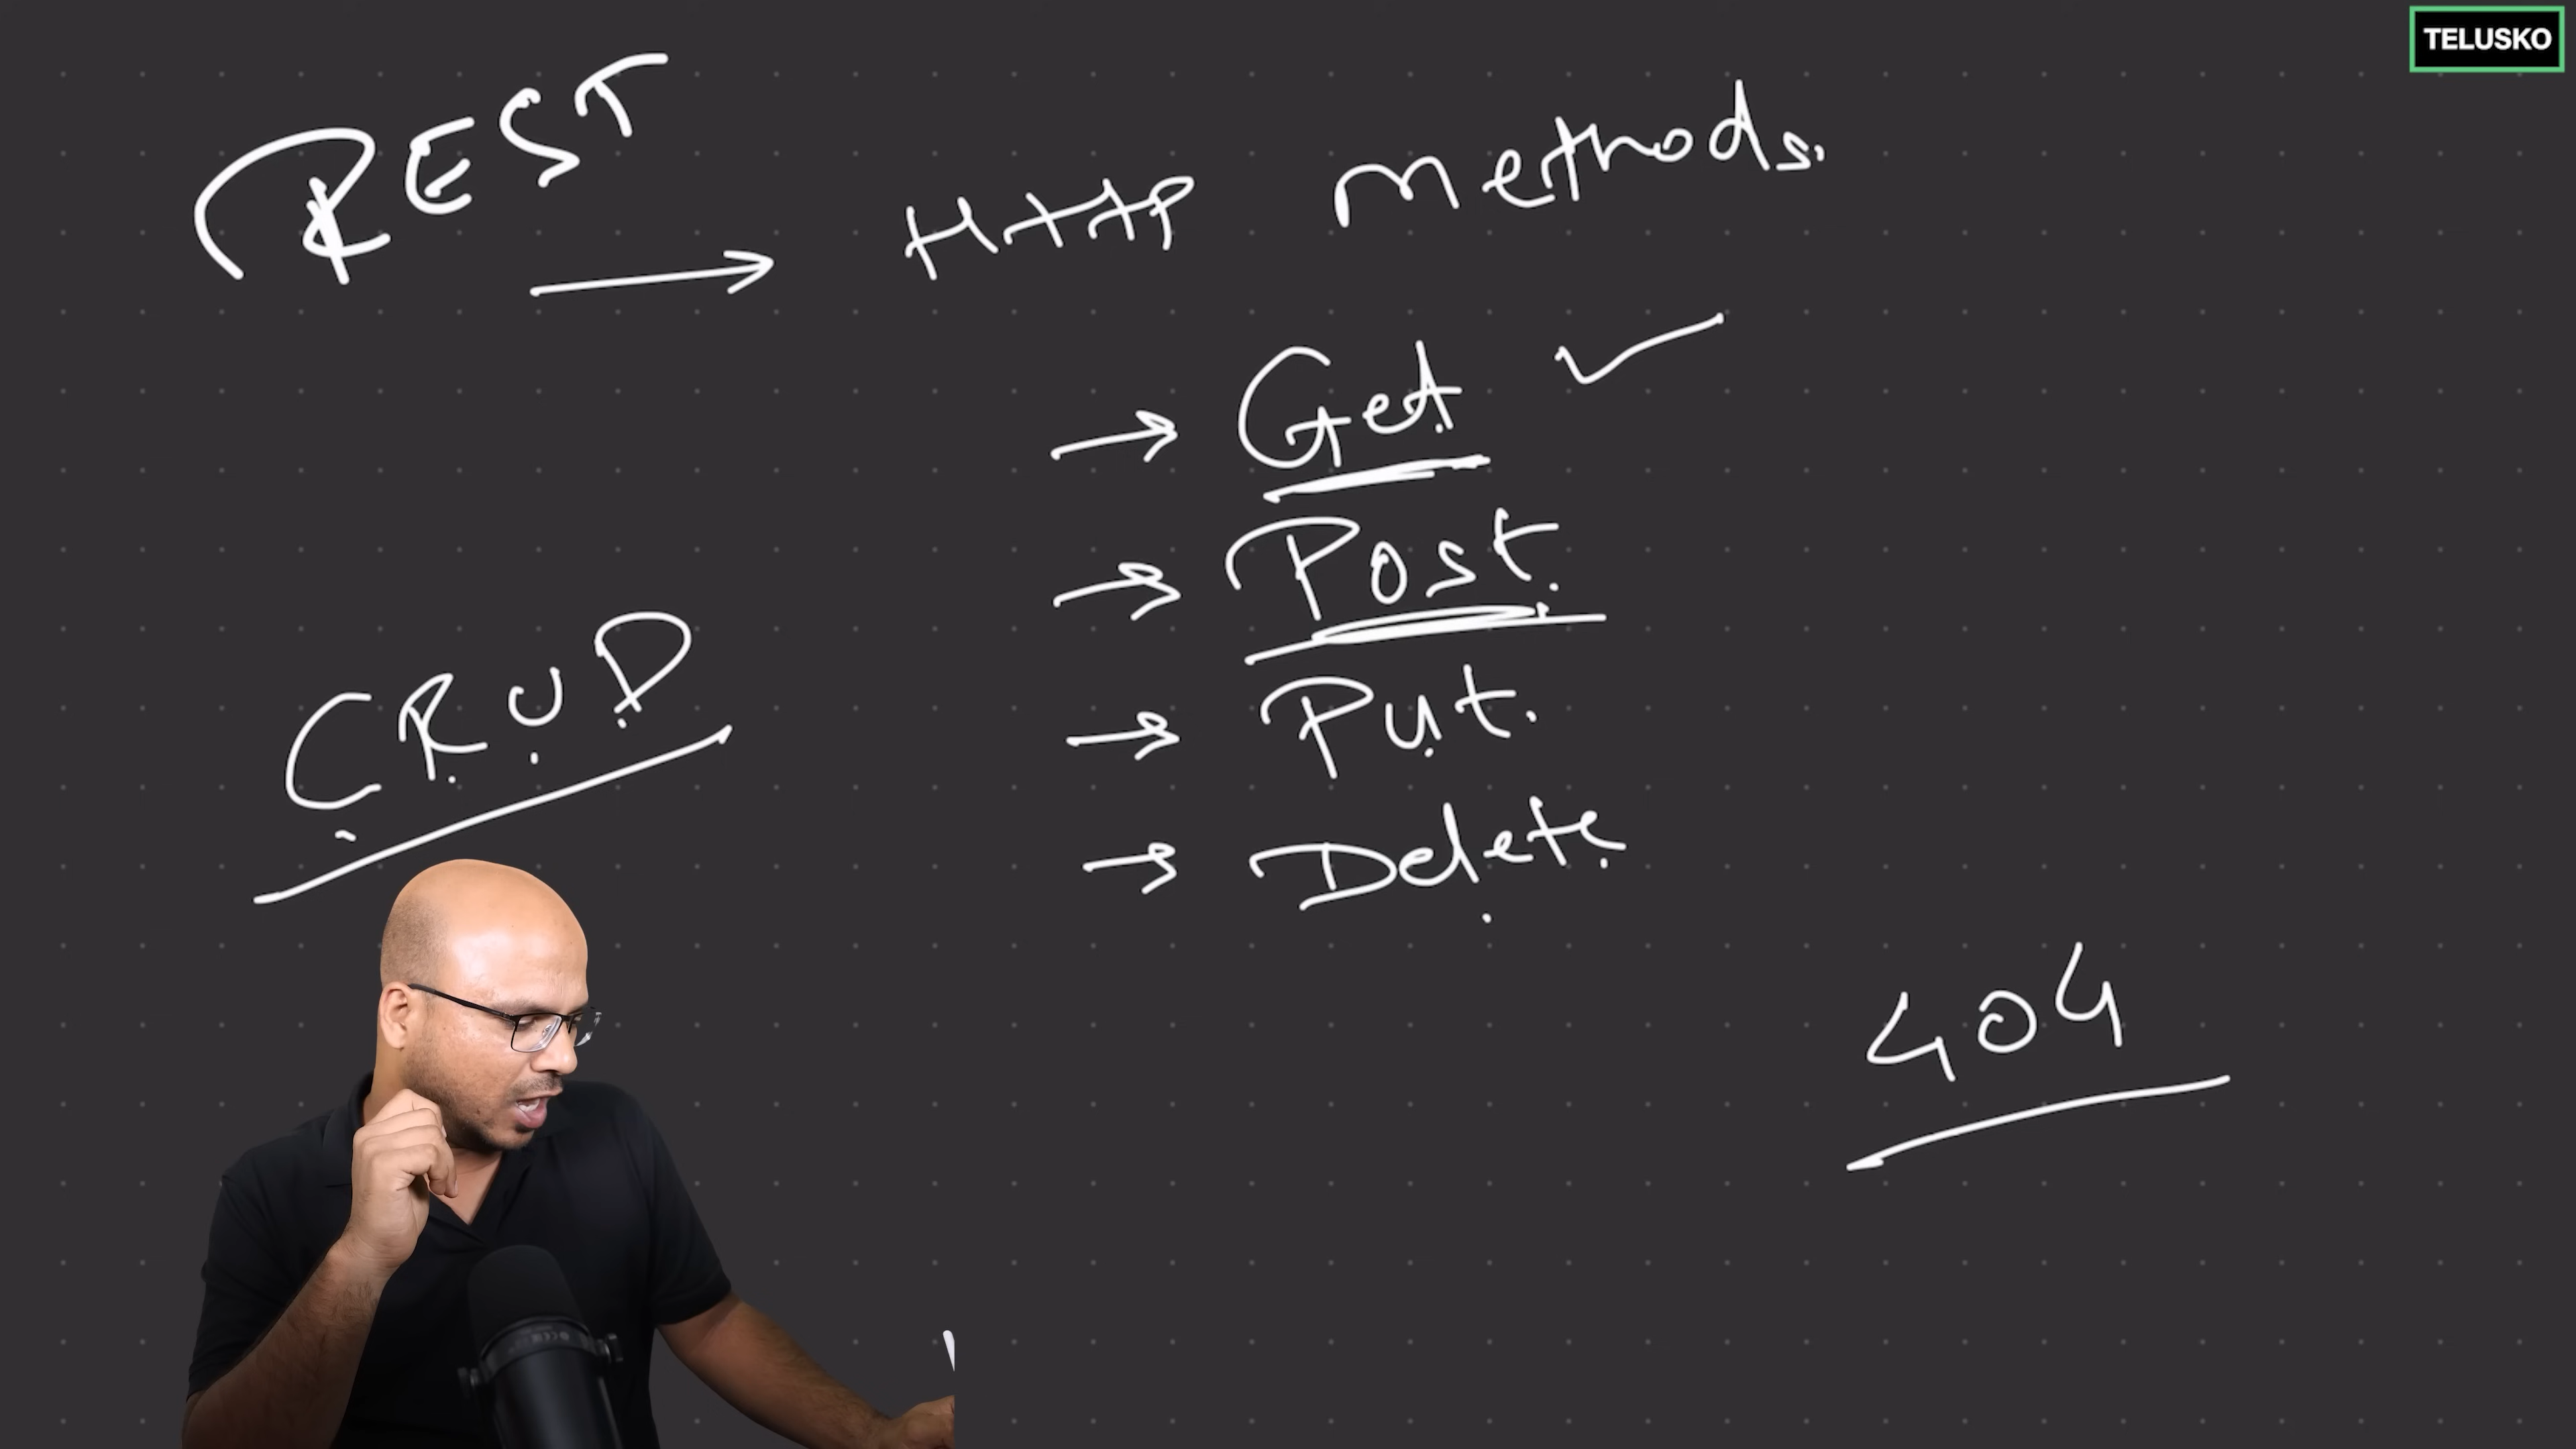 TELUSKO
REST
Http Methods.
Get
Post.
Put.
CRUD
Delete
404